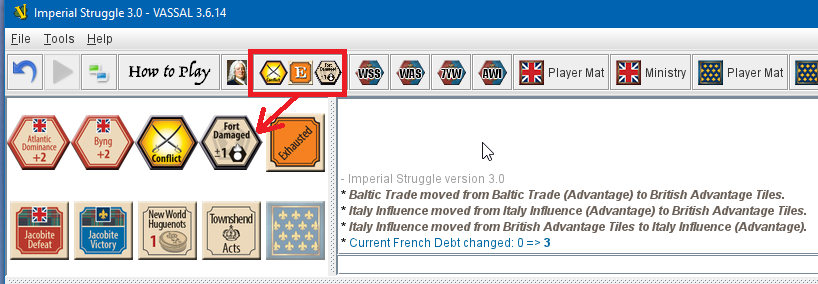 Imperial Struggle 3.0 - VASSAL 3.6.14
File Tools Help
How to Play
E
Fort
Damaged
±1
WSS
WAS
7YW
AWI
Player Mat
Ministry
Player Mat
Atlantic
Dominance
+2
Byng
+2
Conflict
Fort
Damaged
±1
Exhausted
Jacobite
Defeat
Jacobite
Victory
New World
Huguenots
1
Townshend
Acts
- Imperial Struggle version 3.0
* Baltic Trade moved from Baltic Trade (Advantage) to British Advantage Tiles.
* Italy Influence moved from Italy Influence (Advantage) to British Advantage Tiles.
* Italy Influence moved from British Advantage Tiles to Italy Influence (Advantage).
* Current French Debt changed: 0 => 3